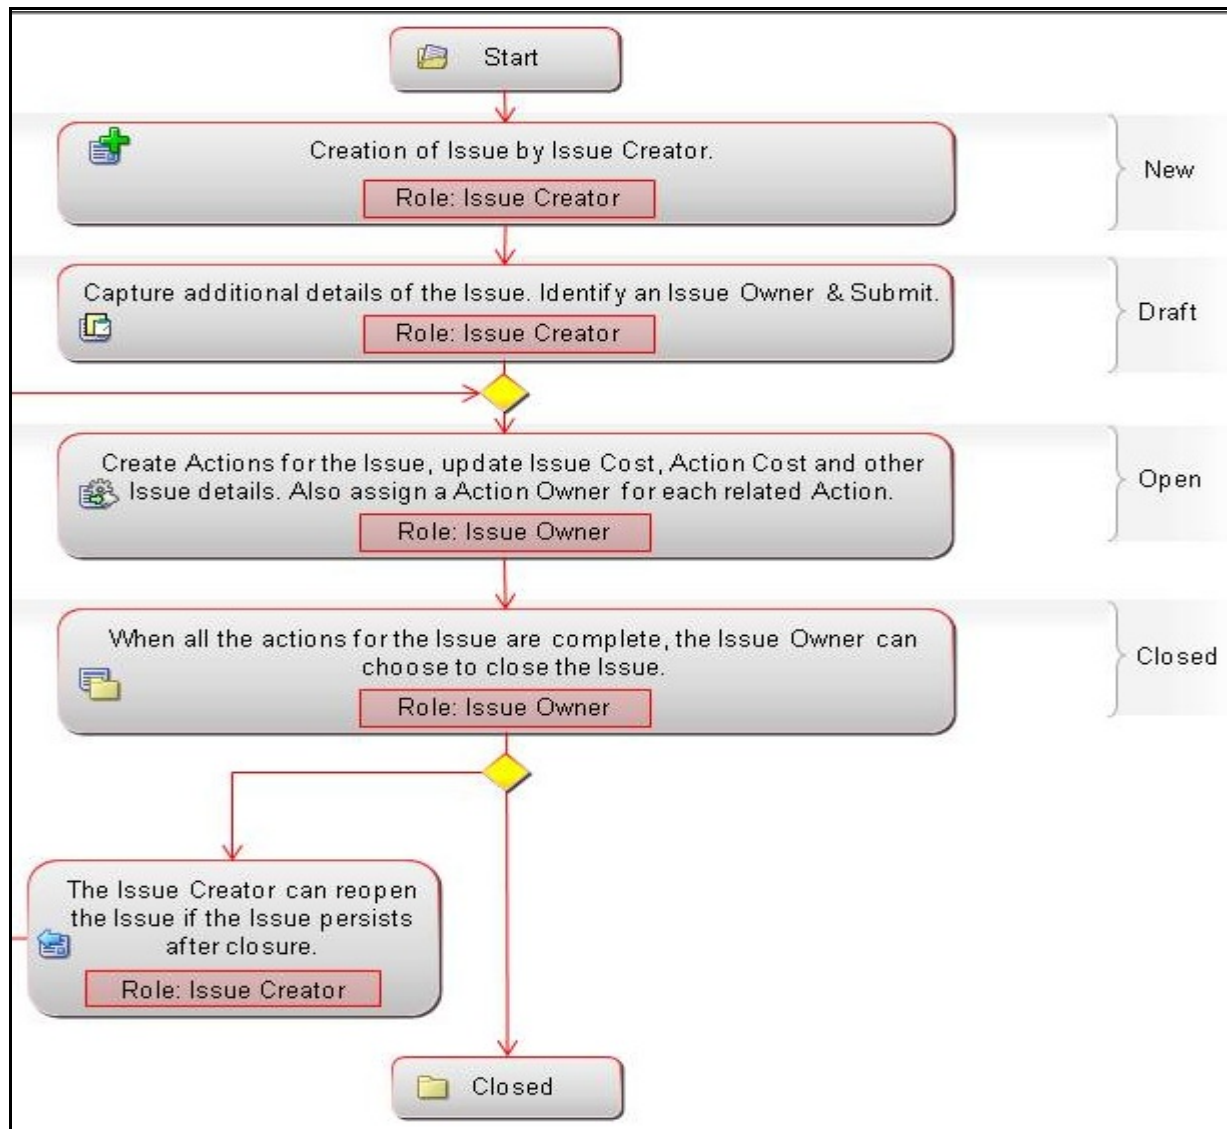 Start
Creation of Issue by Issue Creator.
Role: Issue Creator
New
Capture additional details of the Issue. Identify an Issue Owner & Submit.
Role: Issue Creator
Draft
Create Actions for the Issue, update Issue Cost, Action Cost and other
Issue details. Also assign a Action Owner for each related Action.
Role: Issue Owner
Open
When all the actions for the Issue are complete, the Issue Owner can
choose to close the Issue.
Role: Issue Owner
Closed
The Issue Creator can reopen
the Issue if the Issue persists
after closure.
Role: Issue Creator
Closed